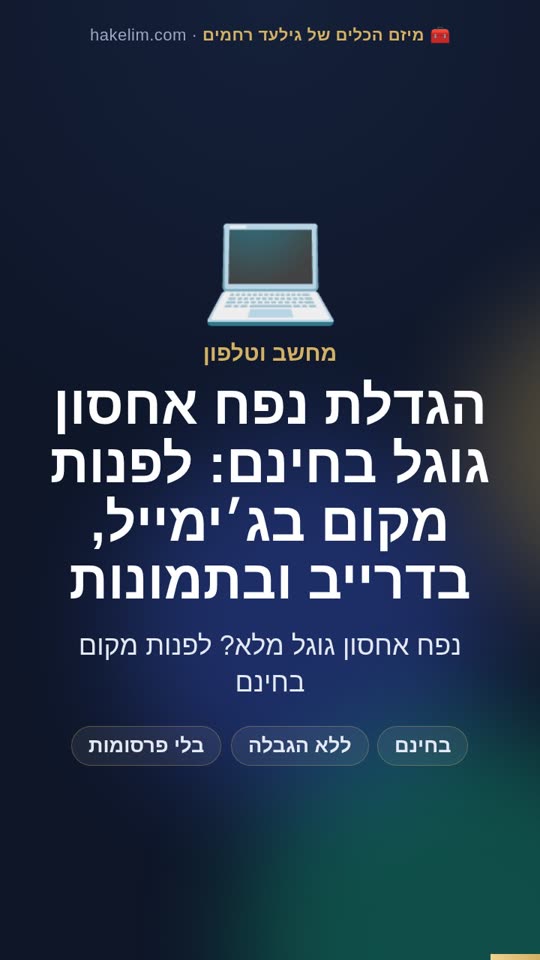 🧰 מיזם הכלים של גילעד רחמים · hakelim.com
מחשב וטלפון
הגדלת נפח אחסון
גוגל בחינם: לפנות
מקום בג׳ימייל,
בדרייב ובתמונות
נפח אחסון גוגל מלא? לפנות מקום
בחינם
בחינם
ללא הגבלה
בלי פרסומות